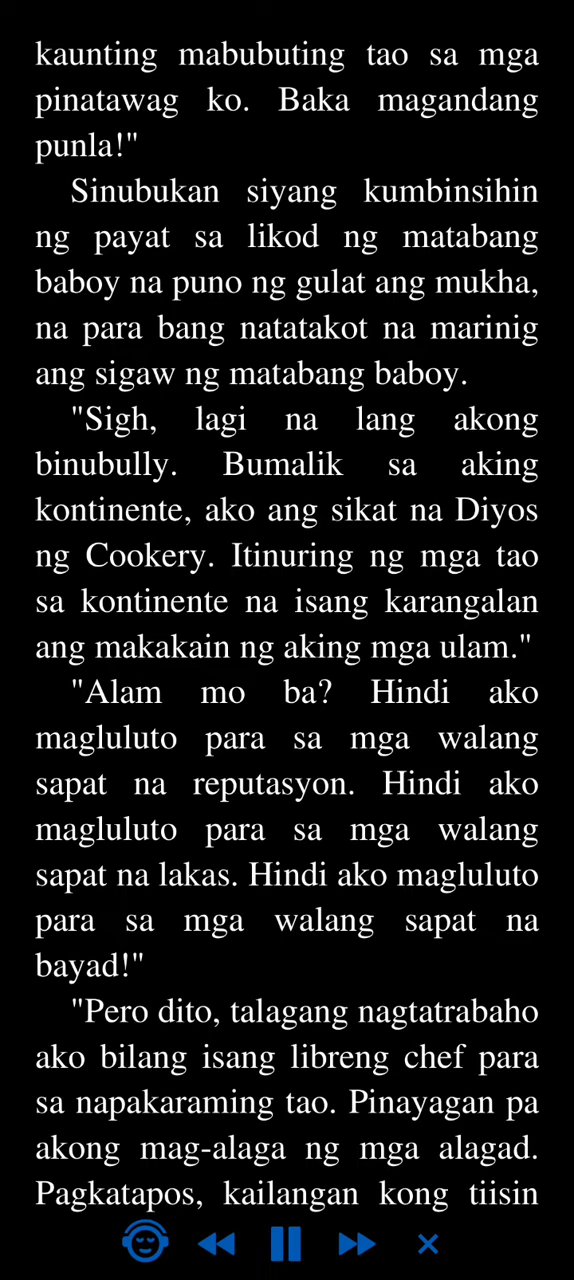 kaunting mabubuting tao sa mga
pinatawag ko. Baka magandang
punla!"
Sinubukan siyang kumbinsihin
ng payat sa likod ng matabang
baboy na puno ng gulat ang mukha,
na para bang natatakot na marinig
ang sigaw ng matabang baboy.
"Sigh, lagi na lang akong
binubully. Bumalik sa aking
kontinente, ako ang sikat na Diyos
ng Cookery. Itinuring ng mga tao
sa kontinente na isang karangalan
ang makakain ng aking mga ulam."
"Alam mo ba? Hindi ako
magluluto para sa mga walang
sapat na reputasyon. Hindi ako
magluluto para sa mga walang
sapat na lakas. Hindi ako magluluto
para sa mga walang sapat na
bayad!"
"Pero dito, talagang nagtatrabaho
ako bilang isang libreng chef para
sa napakaraming tao. Pinayagan pa
akong mag-alaga ng mga alagad.
Pagkatapos, kailangan kong tiisin